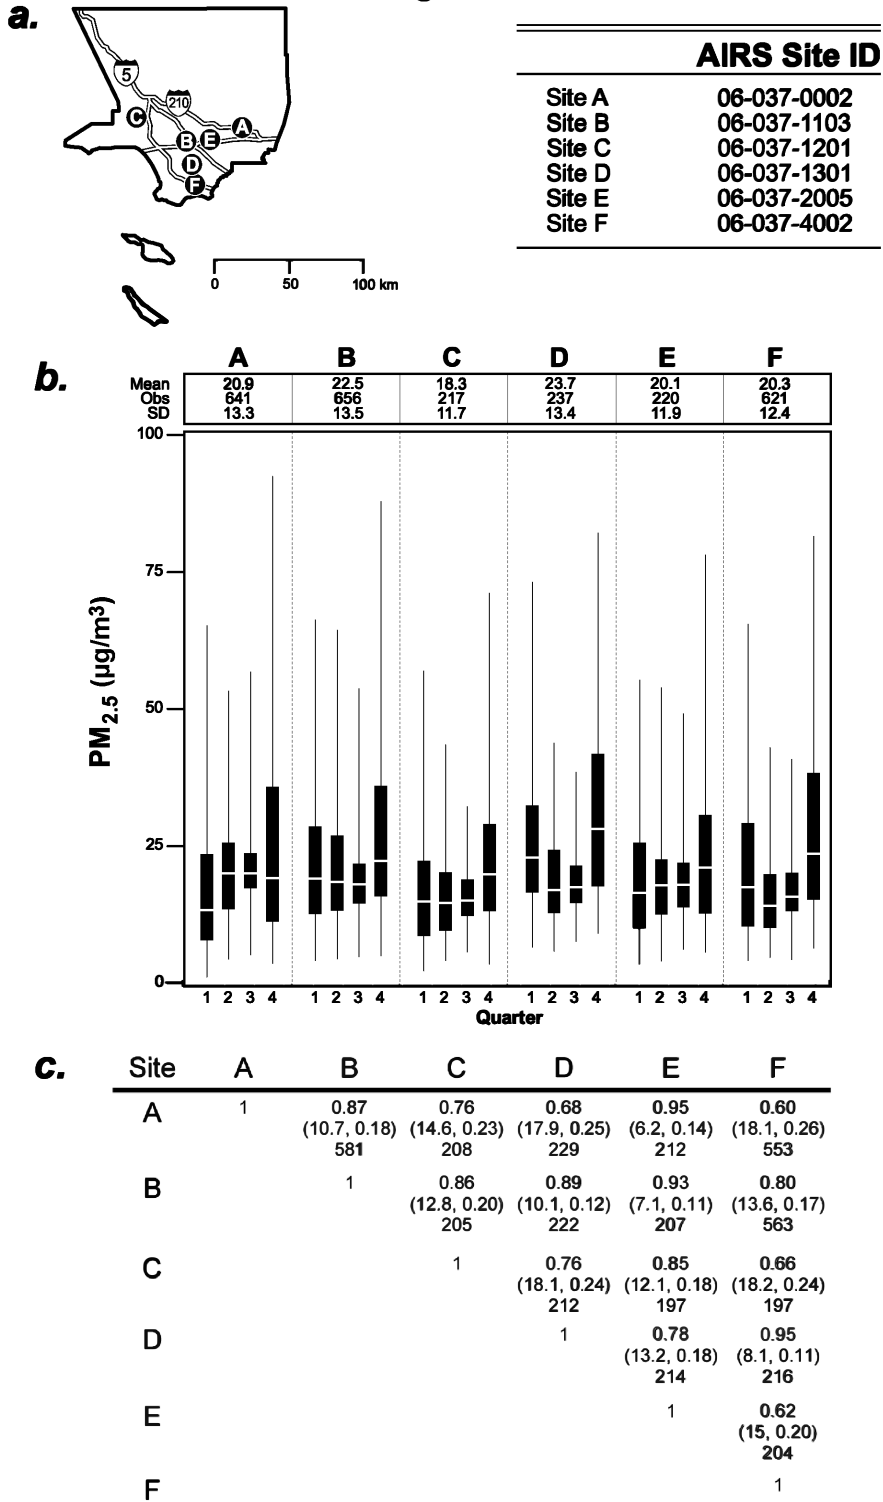 a.
5
210
C
A
B E
D
F
0 50 100 km
AIRS Site ID
Site A 06-037-0002
Site B 06-037-1103
Site C 06-037-1201
Site D 06-037-1301
Site E 06-037-2005
Site F 06-037-4002
b.
A B C D E F
Mean 20.9 22.5 18.3 23.7 20.1 20.3
Obs 641 656 217 237 220 621
SD 13.3 13.5 11.7 13.4 11.9 12.4
100
75
50
25
0
PM2.5 (µg/m3)
1 2 3 4 1 2 3 4 1 2 3 4 1 2 3 4 1 2 3 4 1 2 3 4
Quarter
c.
Site A B C D E F
A 1 0.87 0.76 0.68 0.95 0.60
(10.7, 0.18) (14.6, 0.23) (17.9, 0.25) (6.2, 0.14) (18.1, 0.26)
581 208 229 212 553
B 1 0.86 0.89 0.93 0.80
(12.8, 0.20) (10.1, 0.12) (7.1, 0.11) (13.6, 0.17)
205 222 207 563
C 1 0.76 0.85 0.66
(18.1, 0.24) (12.1, 0.18) (18.2, 0.24)
212 197 197
D 1 0.78 0.95
(13.2, 0.18) (8.1, 0.11)
214 216
E 1 0.62
(15, 0.20)
204
F 1